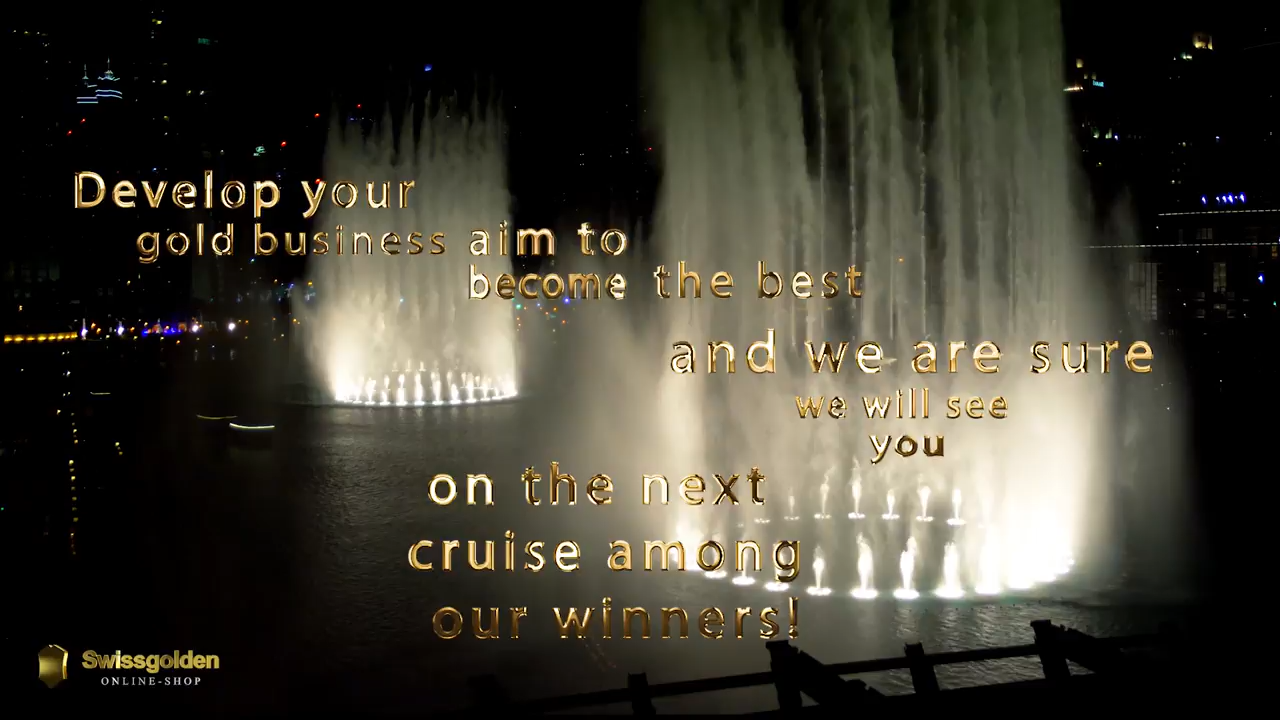 Develop your
gold business aim to
become the best
and we are sure
we will see
you
on the next
cruise among
our winners!
Swissgolden
ONLINE-SHOP